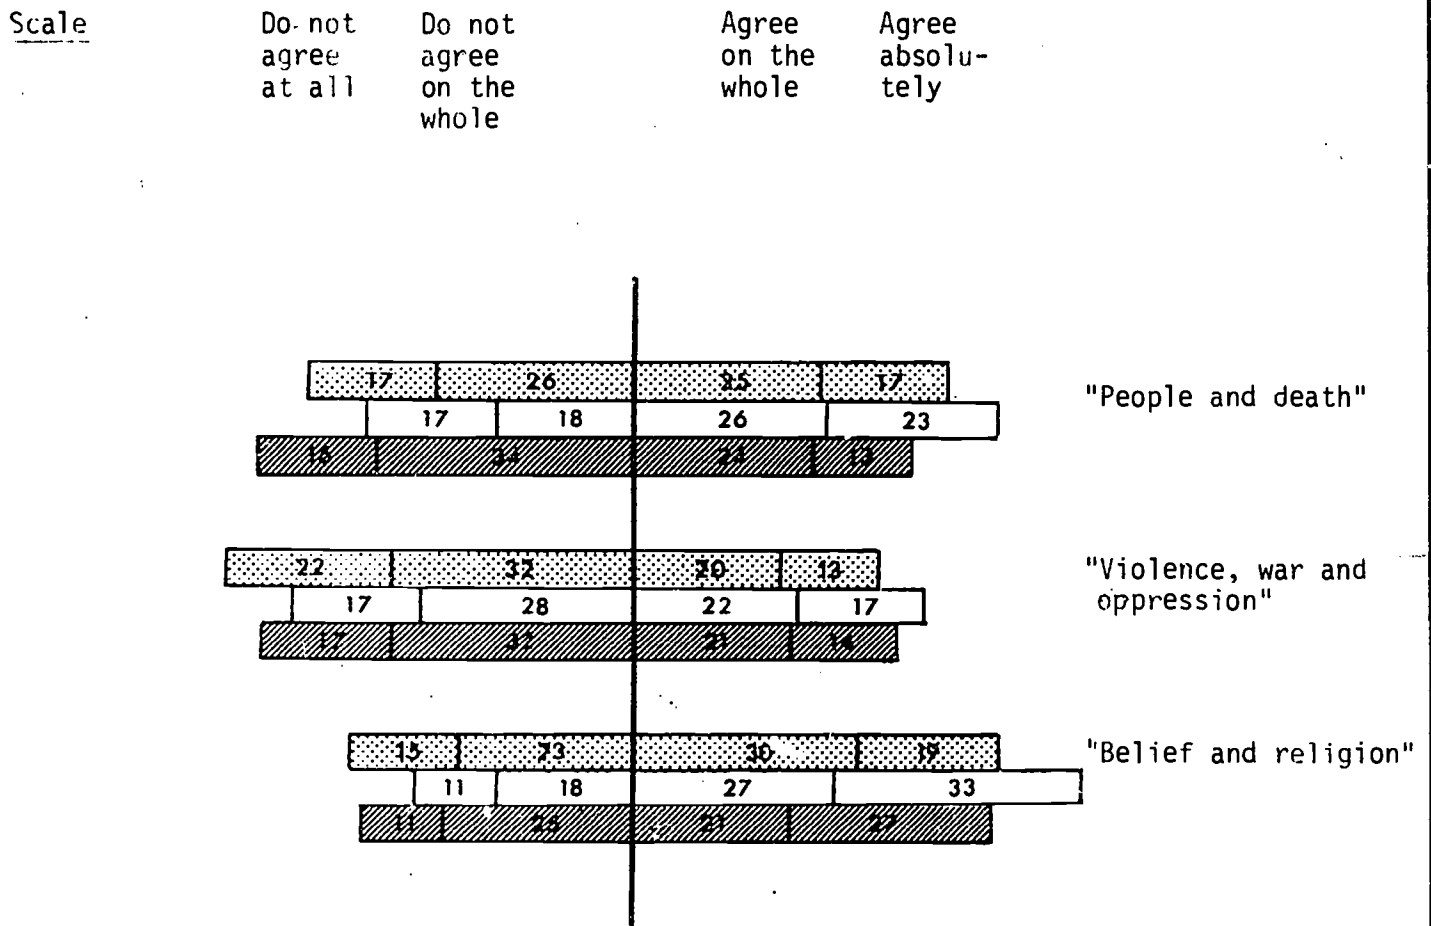 Scale Do not Do not Agree Agree
agree agree on the absolu-
at all on the whole tely
whole
17 26 25 17
"People and death"
17 18 26 23
16 34 24 13
22 32 20 13
"Violence, war and
oppression"
17 28 22 17
17 32 21 14
15 23 30 19
"Belief and religion"
11 18 27 33
11 21 27